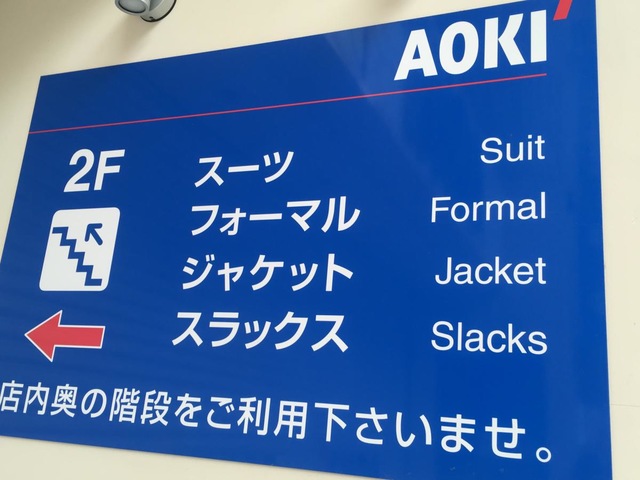 AOKI
2F
スーツ Suit
フォーマル Formal
ジャケット Jacket
スラックス Slacks
店内奥の階段をご利用下さいませ。